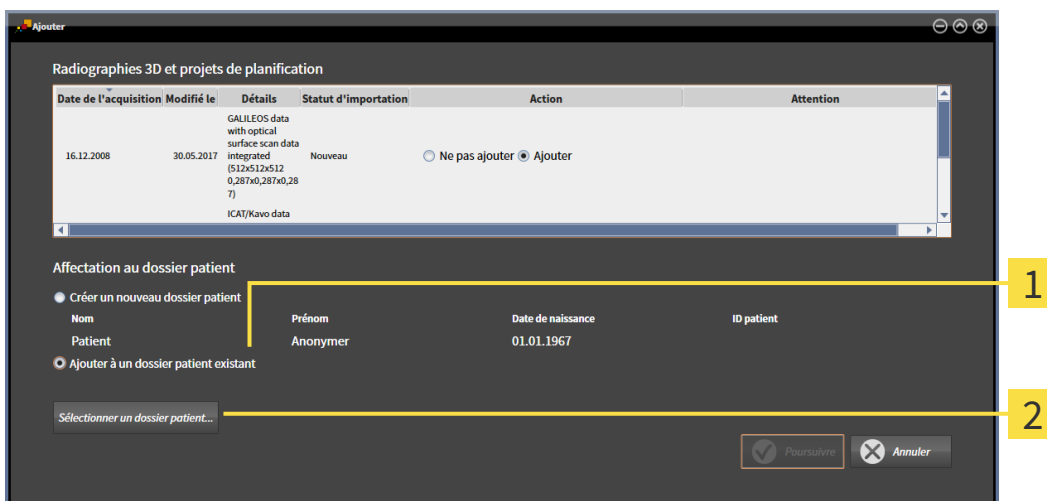 Ajouter
Radiographies 3D et projets de planification
Date de l'acquisition Modifié le Détails Statut d'importation Action Attention
16.12.2008 30.05.2017 GALILEOS data
with optical
surface scan data
integrated
(512x512x512
0,287x0,287x0,28
7)
Nouveau Ne pas ajouter Ajouter
ICAT/Kavo data
Affectation au dossier patient
Créer un nouveau dossier patient
Nom Prénom Date de naissance ID patient
Patient Anonymer 01.01.1967
Ajouter à un dossier patient existant
1
Sélectionner un dossier patient...
2
Poursuivre Annuler